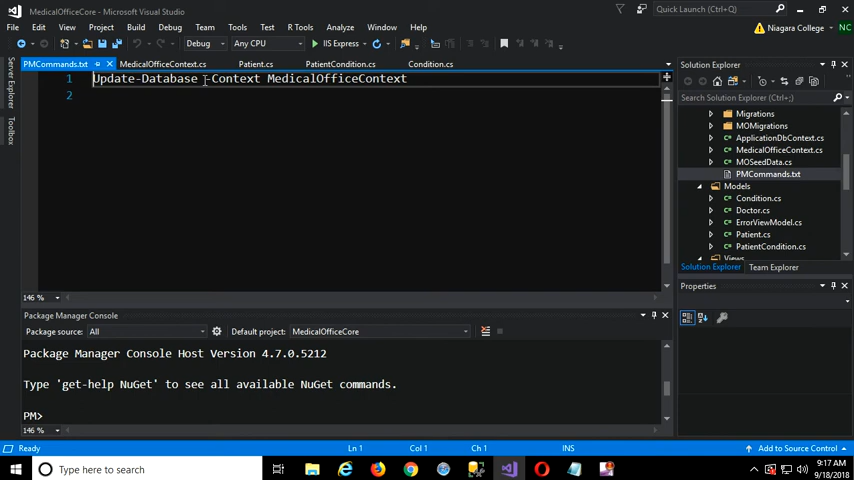 MedicalOfficeCore - Microsoft Visual Studio
Quick Launch (Ctrl+Q)
File Edit View Project Build Debug Team Tools Test R Tools Analyze Window Help
Niagara College
Debug Any CPU IIS Express
PMCommands.txt MedicalOfficeContext.cs Patient.cs PatientCondition.cs Condition.cs
Server Explorer
Toolbox
1 Update-Database -Context MedicalOfficeContext
2
146 %
Solution Explorer
Search Solution Explorer (Ctrl+;)
Migrations
MOMigrations
ApplicationDbContext.cs
MedicalOfficeContext.cs
MOSeedData.cs
PMCommands.txt
Models
Condition.cs
Doctor.cs
ErrorViewModel.cs
Patient.cs
PatientCondition.cs
Views
Solution Explorer Team Explorer
Properties
Package Manager Console
Package source: All Default project: MedicalOfficeCore
Package Manager Console Host Version 4.7.0.5212
Type 'get-help NuGet' to see all available NuGet commands.
PM>
146 %
Ready Ln 1 Col 1 Ch 1 INS Add to Source Control
Type here to search
9:17 AM
9/18/2018